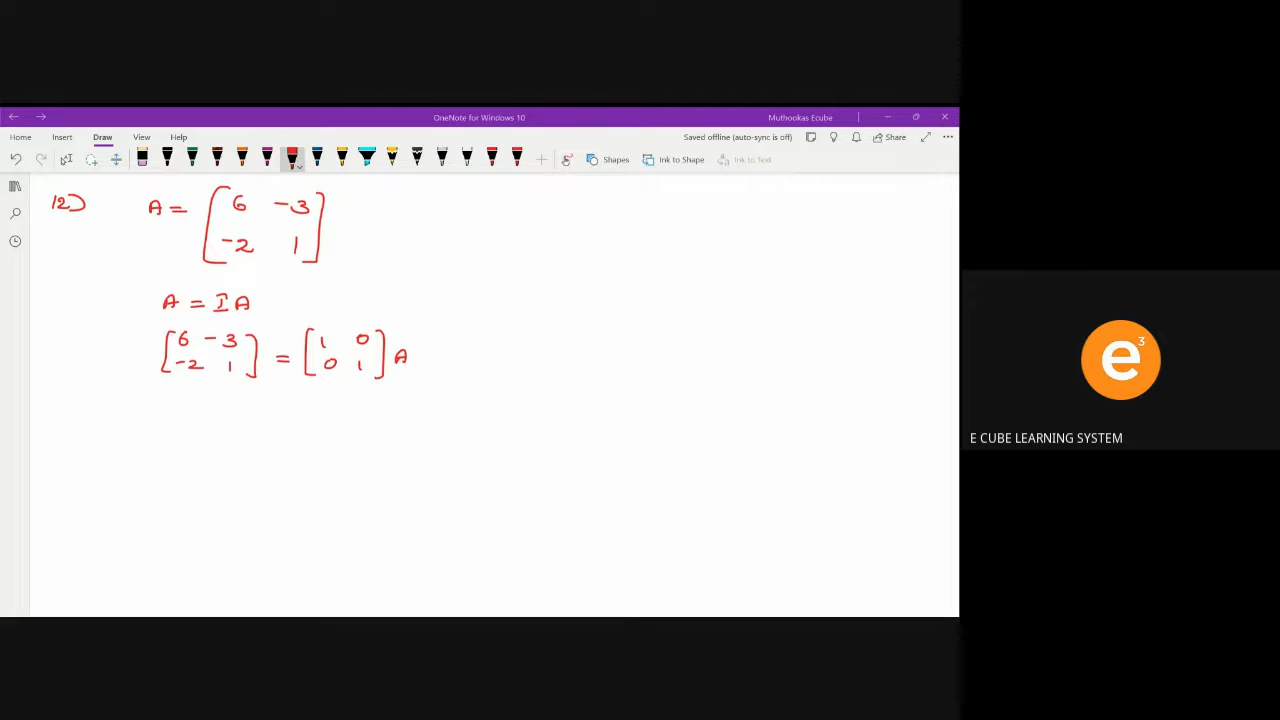 OneNote for Windows 10
Muthookas Ecube
Home Insert Draw View Help
Saved offline (auto-sync is off)
Share
Shapes
Ink to Shape
Ink to Text
12) A = [ 6 -3
-2 1 ]
A = I A
[ 6 -3 = [ 1 0
-2 1 ] 0 1 ] A
e3
E CUBE LEARNING SYSTEM